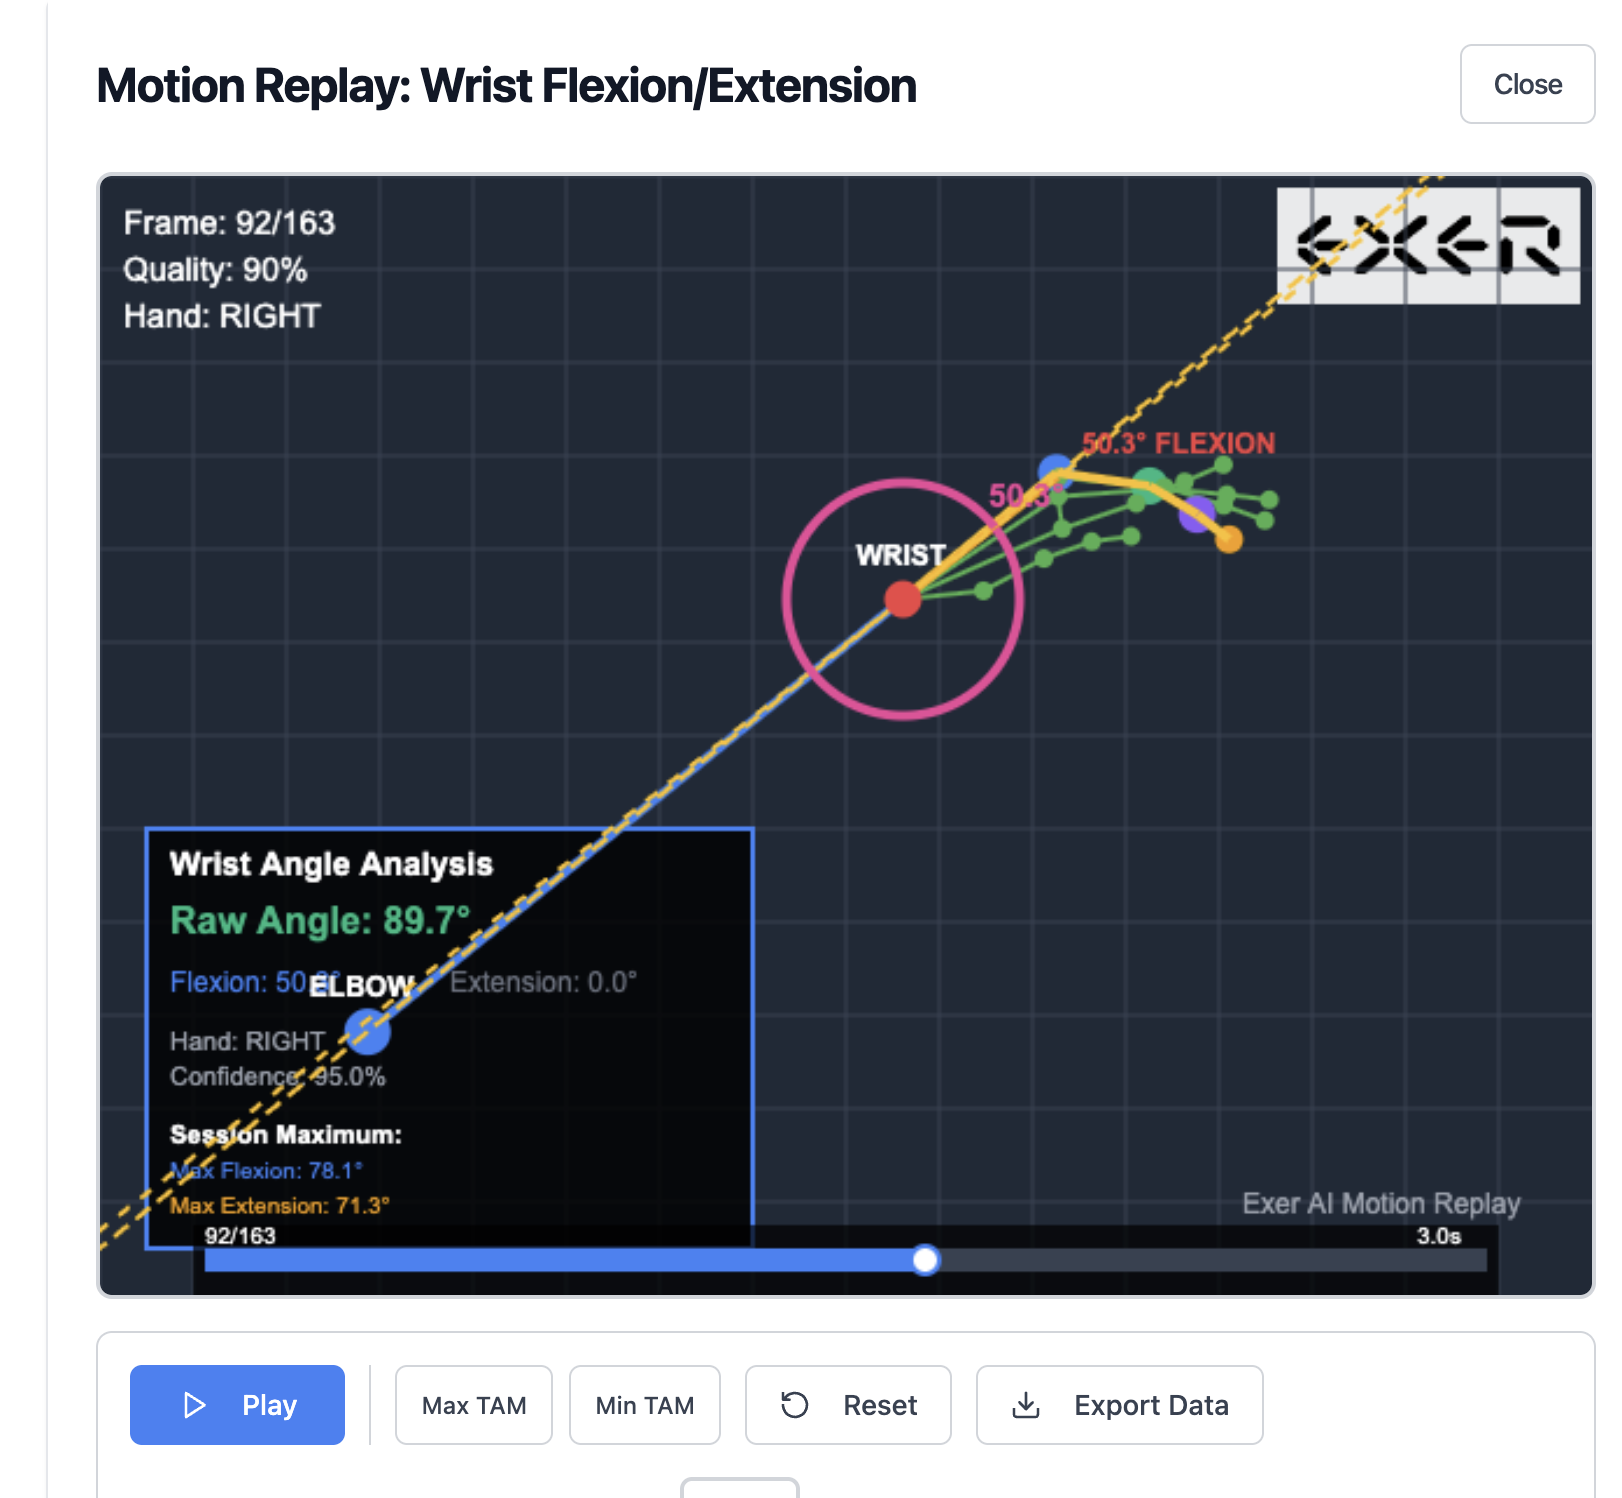 Motion Replay: Wrist Flexion/Extension
Close
Frame: 92/163
Quality: 90%
Hand: RIGHT
EXER
50.3° FLEXION
50.3°
WRIST
Wrist Angle Analysis
Raw Angle: 89.7°
Flexion: 50
ELBOW
Extension: 0.0°
Hand: RIGHT
Confidence: 95.0%
Session Maximum:
Max Flexion: 78.1°
Max Extension: 71.3°
Exer AI Motion Replay
92/163
3.0s
Play
Max TAM
Min TAM
Reset
Export Data